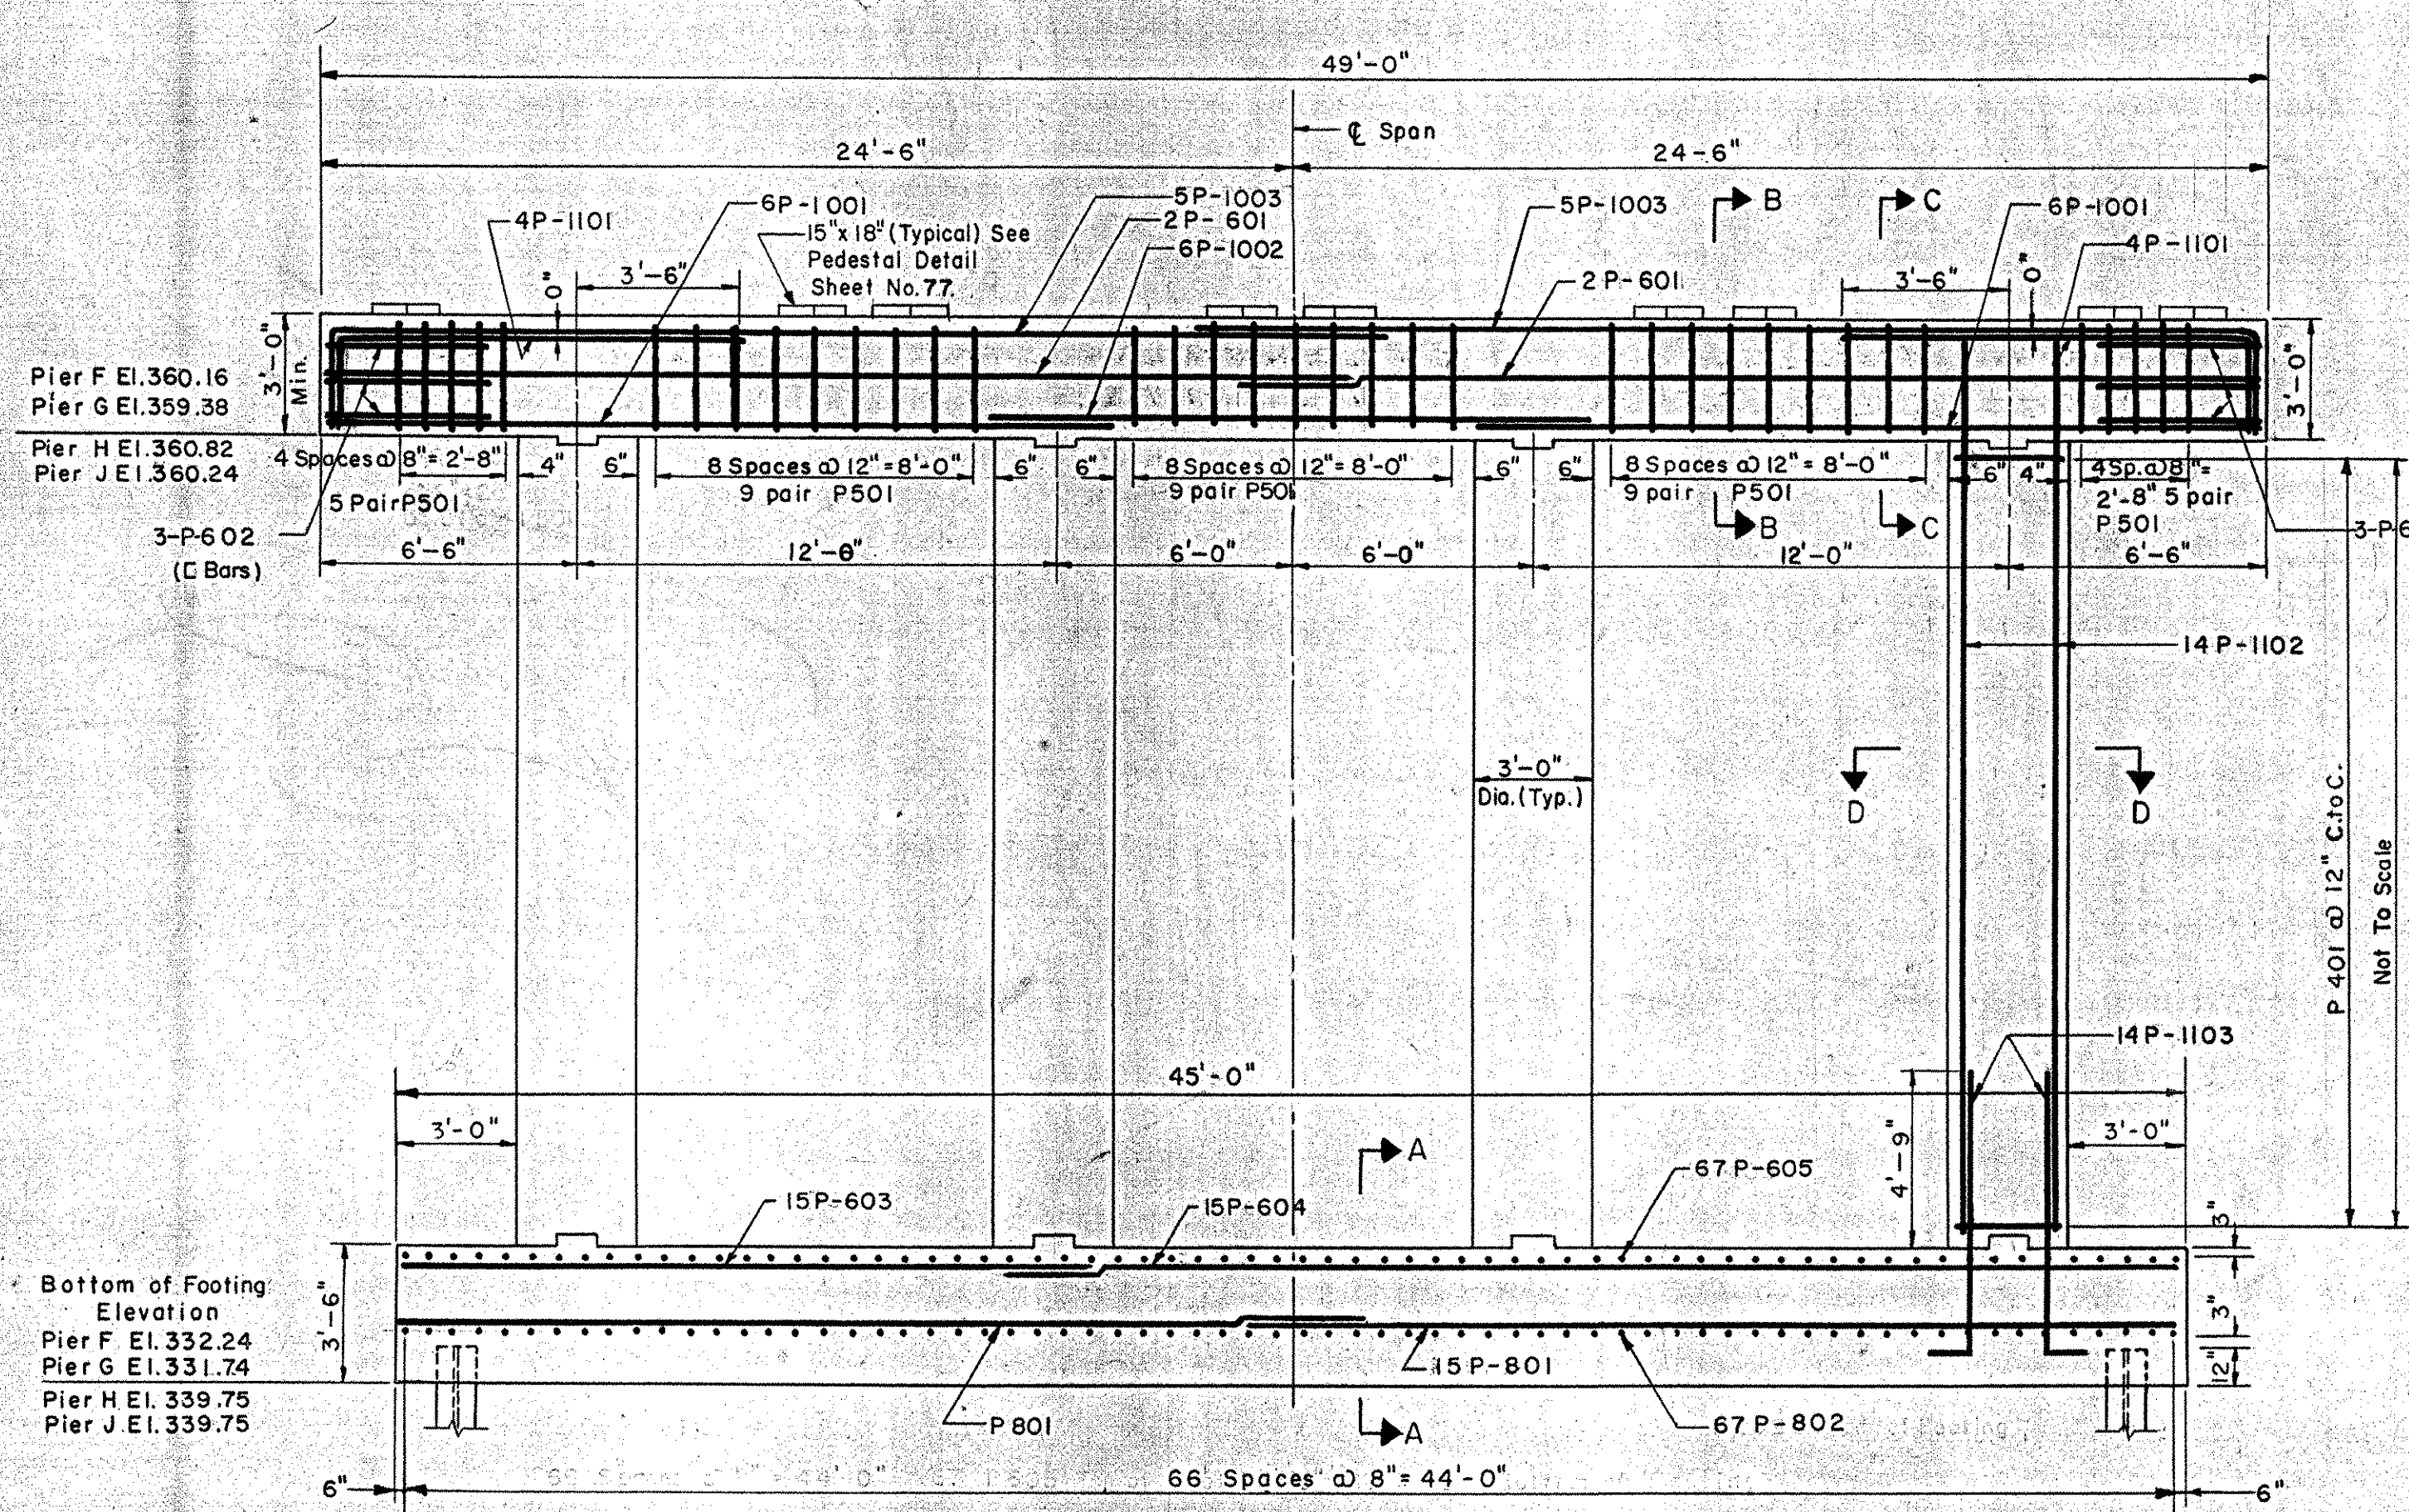 49'-0"
℄ Span
24'-6"
24-6"
4P-1101
6P-1001
15"x18" (Typical) See
Pedestal Detail
Sheet No. 77.
5P-1003
2P-601
6P-1002
5P-1003
2P-601
B
C
6P-1001
4P-1101
3'-6"
3'-6"
3'-0"
Min.
3'-0"
Pier F El. 360.16
Pier G El. 359.38
Pier H El. 360.82
Pier J El. 360.24
4 Spaces @ 8" = 2'-8"
5 Pair P501
4"
6"
8 Spaces @ 12" = 8'-0"
9 pair P501
6"
6"
8 Spaces @ 12" = 8'-0"
9 pair P501
6"
6"
8 Spaces @ 12" = 8'-0"
9 pair P501
B
C
6"
4"
4 Sp. @ 8" =
2'-8" 5 pair
P501
3-P-602
(⊏ Bars)
3-P-6
6'-6"
6'-0"
6'-0"
12'-0"
6'-6"
14P-1102
3'-0"
Dia. (Typ.)
D
D
P 401 @ 12" C. to C.
Not To Scale
14P-1103
45'-0"
3'-0"
4'-9"
3'-0"
A
67P-605
15P-603
15P-604
3"
3"
12"
3'-6"
Bottom of Footing
Elevation
Pier F El. 332.24
Pier G El. 331.74
Pier H El. 339.75
Pier J El. 339.75
P801
15P-801
67P-802
A
6"
66 Spaces @ 8" = 44'-0"
6"